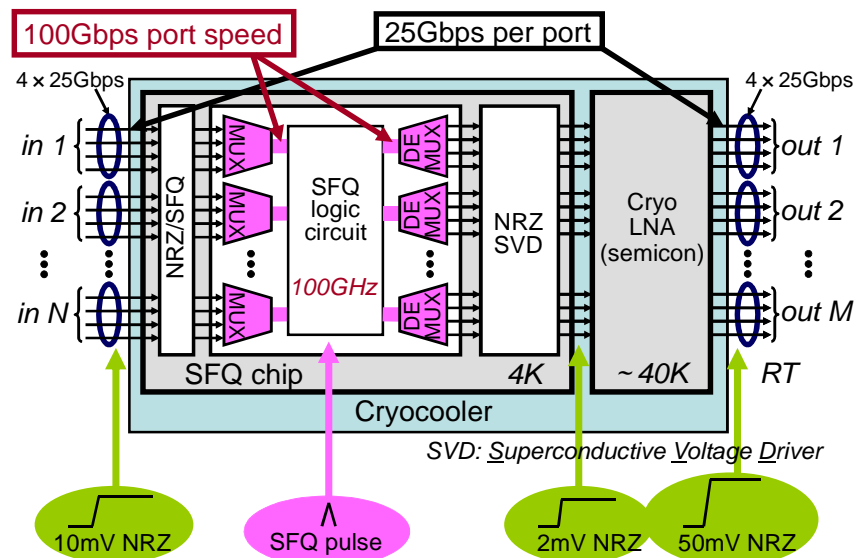 100Gbps port speed
25Gbps per port
4 × 25Gbps
4 × 25Gbps
in 1
in 2
in N
NRZ/SFQ
MUX
MUX
MUX
SFQ
logic
circuit
100GHz
DE
MUX
DE
MUX
DE
MUX
NRZ
SVD
Cryo
LNA
(semicon)
out 1
out 2
out M
SFQ chip
4K
~ 40K
RT
Cryocooler
SVD: Superconductive Voltage Driver
10mV NRZ
SFQ pulse
2mV NRZ
50mV NRZ